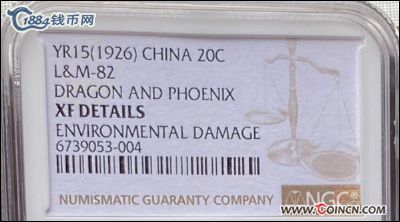 1884钱币网
YR15(1926) CHINA 20C
L&M-82
DRAGON AND PHOENIX
XF DETAILS
ENVIRONMENTAL DAMAGE
6739053-004
NUMISMATIC GUARANTY COMPANY
NGC
www.COINCN.com